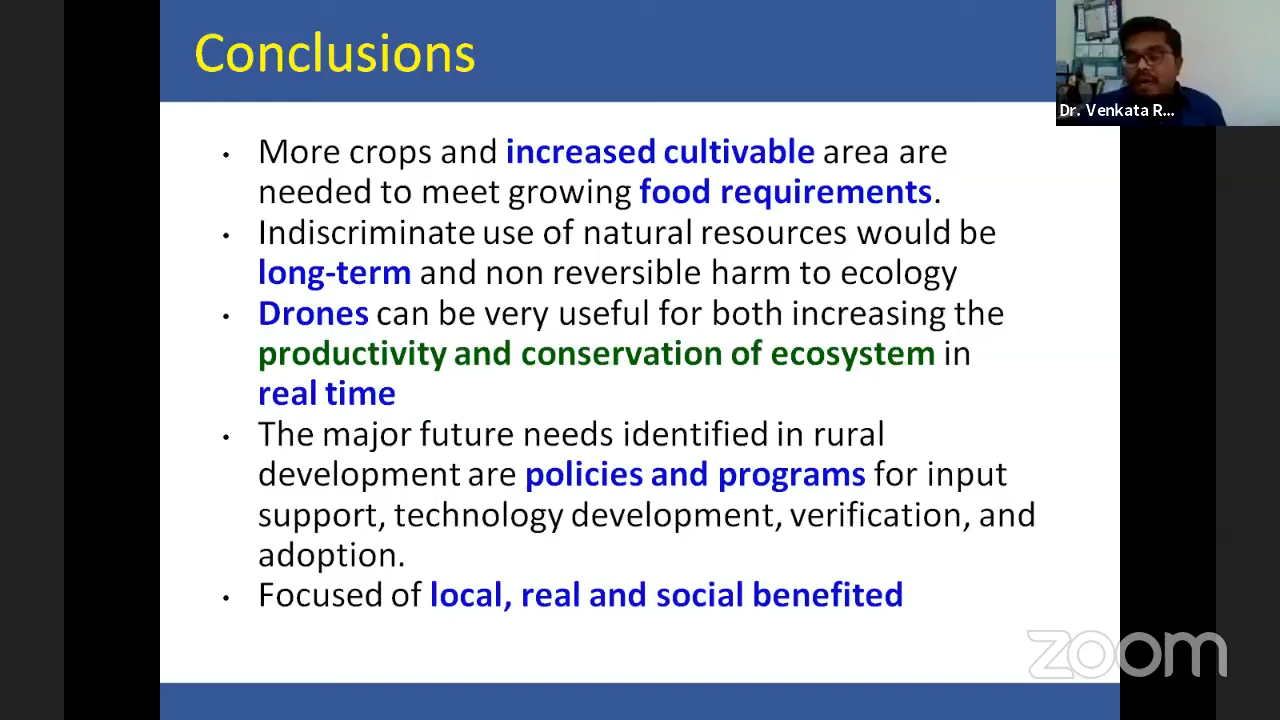 Conclusions
Dr. Venkata R...
• More crops and increased cultivable area are
needed to meet growing food requirements.
• Indiscriminate use of natural resources would be
long-term and non reversible harm to ecology
• Drones can be very useful for both increasing the
productivity and conservation of ecosystem in
real time
• The major future needs identified in rural
development are policies and programs for input
support, technology development, verification, and
adoption.
• Focused of local, real and social benefited
zoom